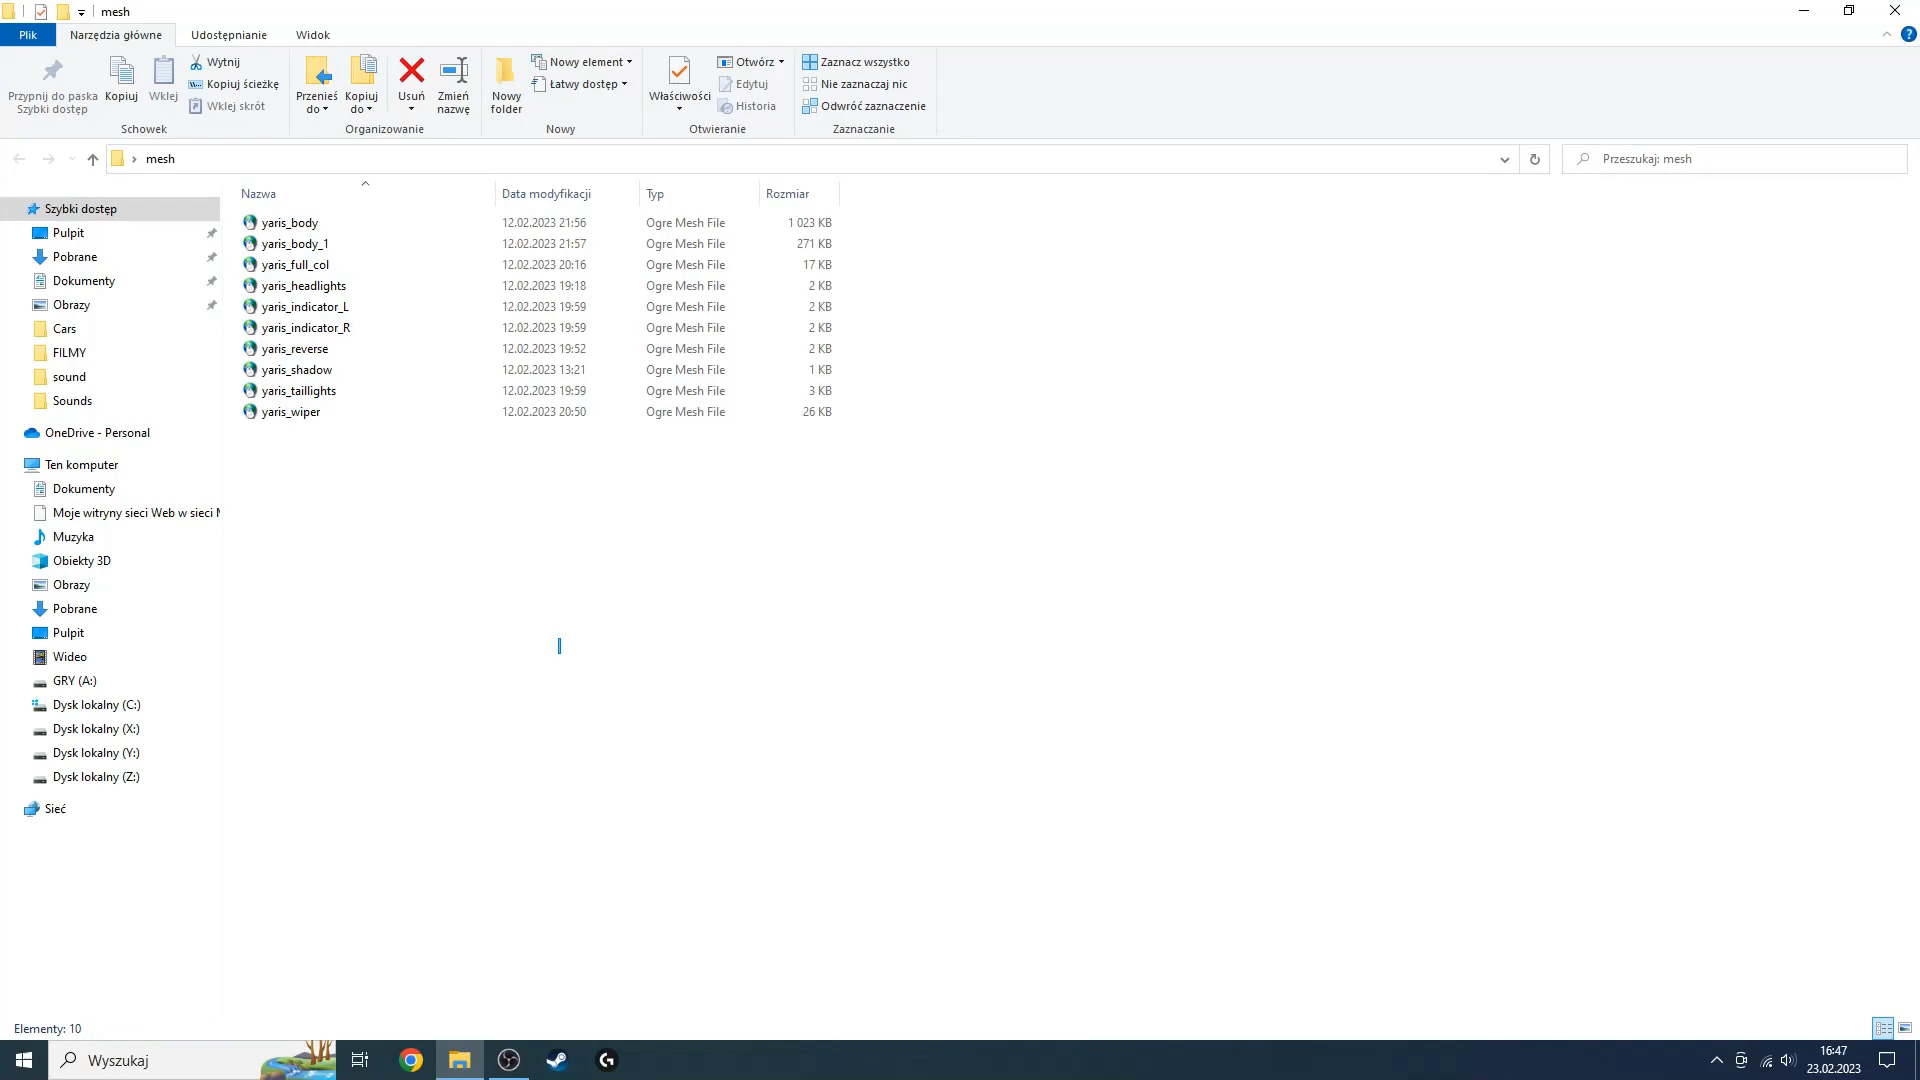 mesh
Plik Narzędzia główne Udostępnianie Widok
Przypnij do paska
Szybki dostęp
Kopiuj
Wklej
Wytnij
Kopiuj ścieżkę
Wklej skrót
Schowek
Przenieś
do
Kopiuj
do
Usuń
Zmień
nazwę
Organizowanie
Nowy
folder
Nowy element
Łatwy dostęp
Nowy
Właściwości
Otwórz
Edytuj
Historia
Otwieranie
Zaznacz wszystko
Nie zaznaczaj nic
Odwróć zaznaczenie
Zaznaczanie
mesh
Przeszukaj: mesh
Szybki dostęp
Pulpit
Pobrane
Dokumenty
Obrazy
Cars
FILMY
sound
Sounds
OneDrive - Personal
Ten komputer
Dokumenty
Moje witryny sieci Web w sieci
Muzyka
Obiekty 3D
Obrazy
Pobrane
Pulpit
Wideo
GRY (A:)
Dysk lokalny (C:)
Dysk lokalny (X:)
Dysk lokalny (Y:)
Dysk lokalny (Z:)
Sieć
Nazwa Data modyfikacji Typ Rozmiar
yaris_body 12.02.2023 21:56 Ogre Mesh File 1 023 KB
yaris_body_1 12.02.2023 21:57 Ogre Mesh File 271 KB
yaris_full_col 12.02.2023 20:16 Ogre Mesh File 17 KB
yaris_headlights 12.02.2023 19:18 Ogre Mesh File 2 KB
yaris_indicator_L 12.02.2023 19:59 Ogre Mesh File 2 KB
yaris_indicator_R 12.02.2023 19:59 Ogre Mesh File 2 KB
yaris_reverse 12.02.2023 19:52 Ogre Mesh File 2 KB
yaris_shadow 12.02.2023 13:21 Ogre Mesh File 1 KB
yaris_taillights 12.02.2023 19:59 Ogre Mesh File 3 KB
yaris_wiper 12.02.2023 20:50 Ogre Mesh File 26 KB
Elementy: 10
Wyszukaj
16:47
23.02.2023